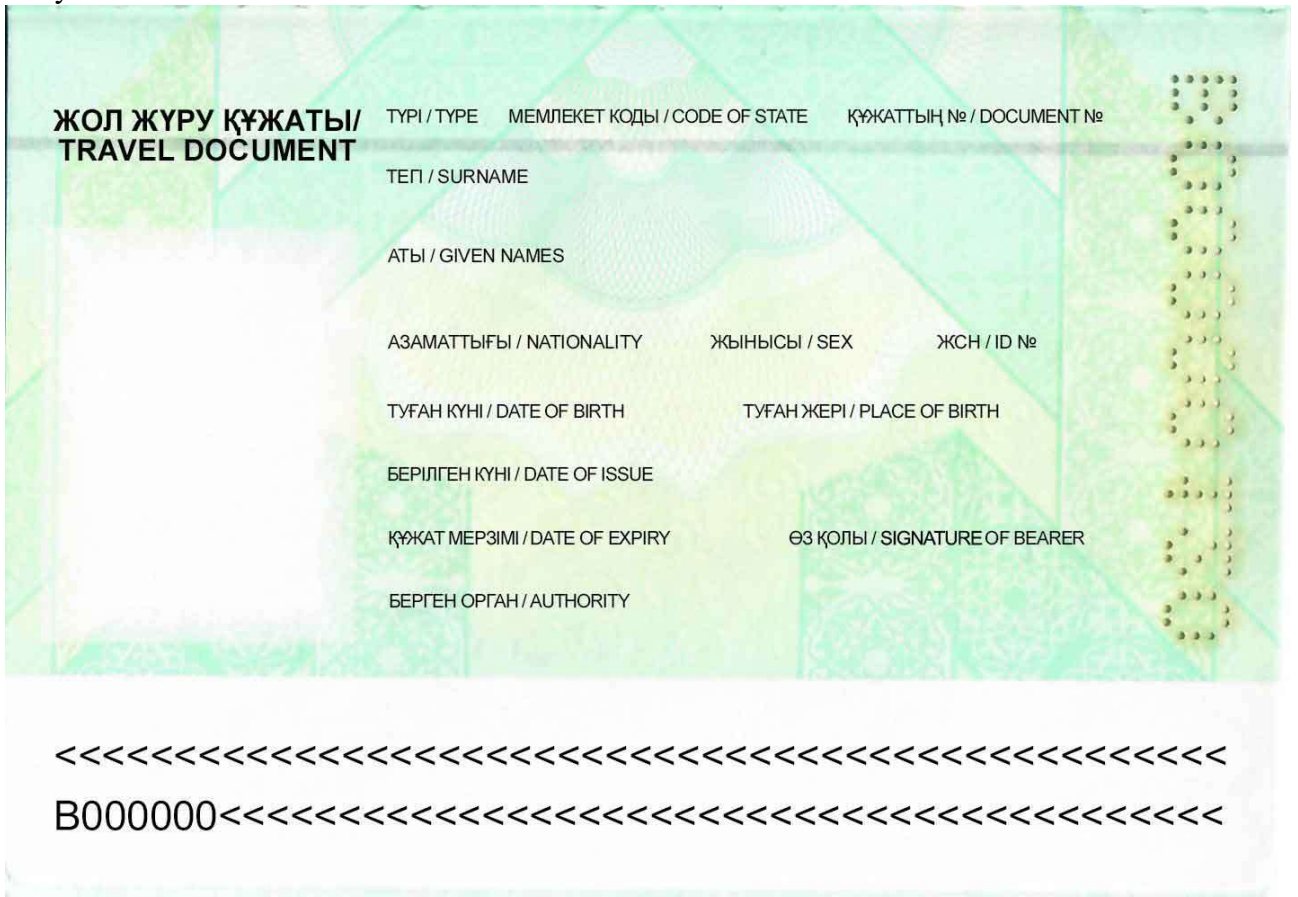 ЖОЛ ЖҮРУ ҚҰЖАТЫ/
TRAVEL DOCUMENT
ТҮРІ / TYPE МЕМЛЕКЕТ КОДЫ / CODE OF STATE ҚҰЖАТТЫҢ № / DOCUMENT №
ТЕГІ / SURNAME
АТЫ / GIVEN NAMES
АЗАМАТТЫҒЫ / NATIONALITY ЖЫНЫСЫ / SEX ЖСН / ID №
ТУҒАН КҮНІ / DATE OF BIRTH ТУҒАН ЖЕРІ / PLACE OF BIRTH
БЕРІЛГЕН КҮНІ / DATE OF ISSUE
ҚҰЖАТ МЕРЗІМІ / DATE OF EXPIRY ӨЗ ҚОЛЫ / SIGNATURE OF BEARER
БЕРГЕН ОРГАН / AUTHORITY
<<<<<<<<<<<<<<<<<<<<<<<<<<<<<<<<<<<<<<<<<<<<<<<<<
B000000<<<<<<<<<<<<<<<<<<<<<<<<<<<<<<<<<<<<<<<<<<